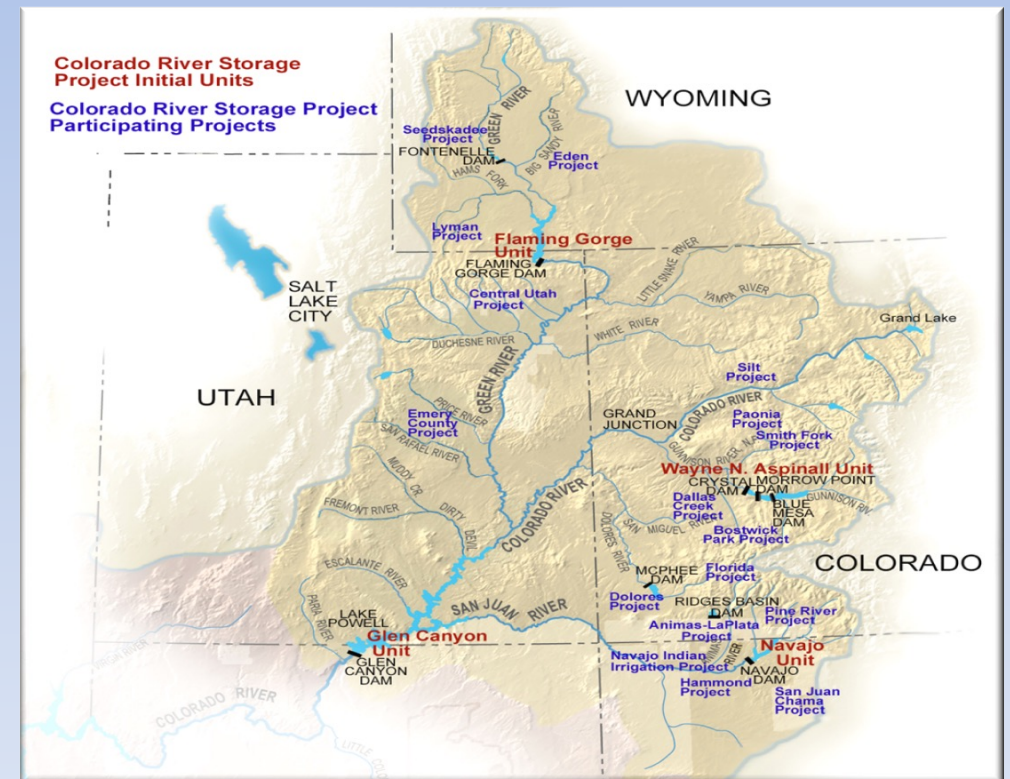 Colorado River Storage
Project Initial Units
Colorado River Storage Project
Participating Projects
WYOMING
GREEN RIVER
BIG SANDY RIVER
Seedskadee
Project
FONTENELLE
DAM
Eden
Project
HAMS FORK
Lyman
Project
Flaming Gorge
Unit
FLAMING
GORGE DAM
LITTLE SNAKE RIVER
YAMPA RIVER
SALT
LAKE
CITY
Central Utah
Project
Grand Lake
DUCHESNE RIVER
WHITE RIVER
GREEN RIVER
UTAH
Silt
Project
COLORADO RIVER
GRAND
JUNCTION
PRICE RIVER
Emery
County
Project
SAN RAFAEL RIVER
Paonia
Project
Smith Fork
Project
GUNNISON RIVER, N.
Wayne N. Aspinall Unit
CRYSTAL
DAM
MORROW POINT
DAM
BLUE
MESA
DAM
GUNNISON RIV.
MUDDY CR
FREMONT RIVER
DIRTY
DEVIL
COLORADO RIVER
Dallas
Creek
Project
SAN MIGUEL
DOLORES RIVER
Bostwick
Park Project
COLORADO
ESCALANTE RIVER
MCPHEE
DAM
Florida
Project
PARIA RIVER
LAKE
POWELL
SAN JUAN RIVER
Dolores
Project
RIDGES BASIN
DAM
Pine River
Project
Animas-LaPlata
Project
Glen Canyon
Unit
GLEN
CANYON
DAM
Navajo Indian
Irrigation Project
RIVER
Navajo
Unit
NAVAJO
DAM
Hammond
Project
San Juan
Chama
Project
COLORADO RIVER
LITTLE